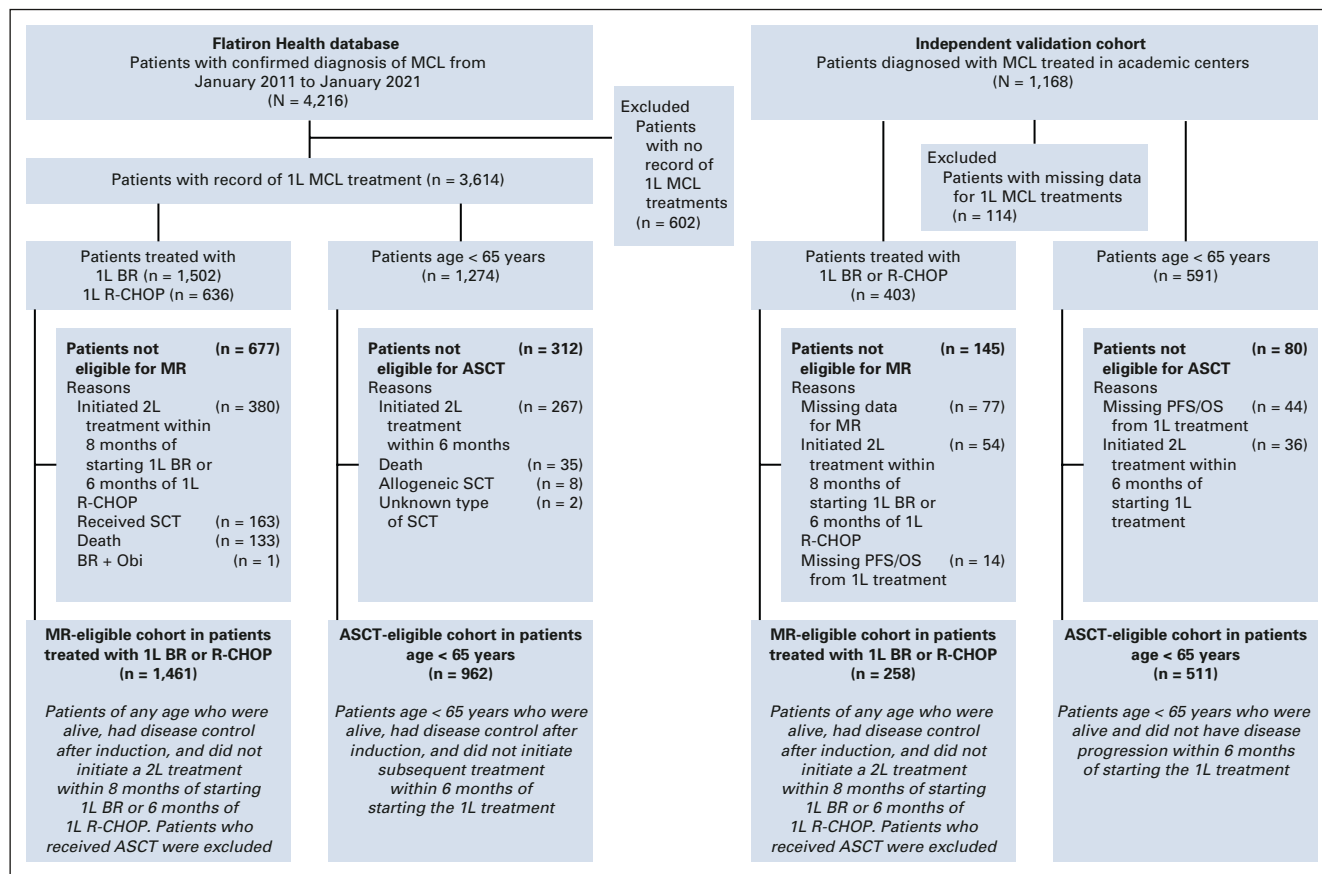 Flatiron Health database
Patients with confirmed diagnosis of MCL from
January 2011 to January 2021
(N = 4,216)
Excluded
Patients
with no
record of
1L MCL
treatments
(n = 602)
Patients with record of 1L MCL treatment (n = 3,614)
Patients treated with
1L BR (n = 1,502)
1L R-CHOP (n = 636)
Patients age < 65 years
(n = 1,274)
Patients not (n = 677)
eligible for MR
Reasons
Initiated 2L (n = 380)
treatment within
8 months of
starting 1L BR or
6 months of 1L
R-CHOP
Received SCT (n = 163)
Death (n = 133)
BR + Obi (n = 1)
Patients not (n = 312)
eligible for ASCT
Reasons
Initiated 2L (n = 267)
treatment
within 6 months
Death (n = 35)
Allogeneic SCT (n = 8)
Unknown type (n = 2)
of SCT
MR-eligible cohort in patients
treated with 1L BR or R-CHOP
(n = 1,461)
Patients of any age who were
alive, had disease control
after induction, and did not
initiate a 2L treatment
within 8 months of starting
1L BR or 6 months of
1L R-CHOP. Patients who
received ASCT were excluded
ASCT-eligible cohort in patients
age < 65 years
(n = 962)
Patients age < 65 years who were
alive, had disease control after
induction, and did not initiate
subsequent treatment
within 6 months of
starting the 1L treatment
Independent validation cohort
Patients diagnosed with MCL treated in academic centers
(N = 1,168)
Excluded
Patients with missing data
for 1L MCL treatments
(n = 114)
Patients treated with
1L BR or R-CHOP
(n = 403)
Patients age < 65 years
(n = 591)
Patients not (n = 145)
eligible for MR
Reasons
Missing data (n = 77)
for MR
Initiated 2L (n = 54)
treatment within
8 months of
starting 1L BR or
6 months of 1L
R-CHOP
Missing PFS/OS (n = 14)
from 1L treatment
Patients not (n = 80)
eligible for ASCT
Reasons
Missing PFS/OS (n = 44)
from 1L treatment
Initiated 2L (n = 36)
treatment within
6 months of
starting 1L
treatment
MR-eligible cohort in patients
treated with 1L BR or R-CHOP
(n = 258)
Patients of any age who were
alive, had disease control
after induction, and did not
initiate a 2L treatment
within 8 months of starting
1L BR or 6 months of
1L R-CHOP. Patients who
received ASCT were excluded
ASCT-eligible cohort in patients
age < 65 years
(n = 511)
Patients age < 65 years who were
alive and did not have disease
progression within 6 months
of starting the 1L treatment